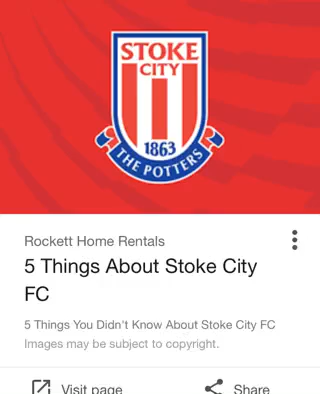 STOKE
CITY
1863
THE POTTERS
Rockett Home Rentals
5 Things About Stoke City
FC
5 Things You Didn't Know About Stoke City FC
Images may be subject to copyright.
Visit page
Share